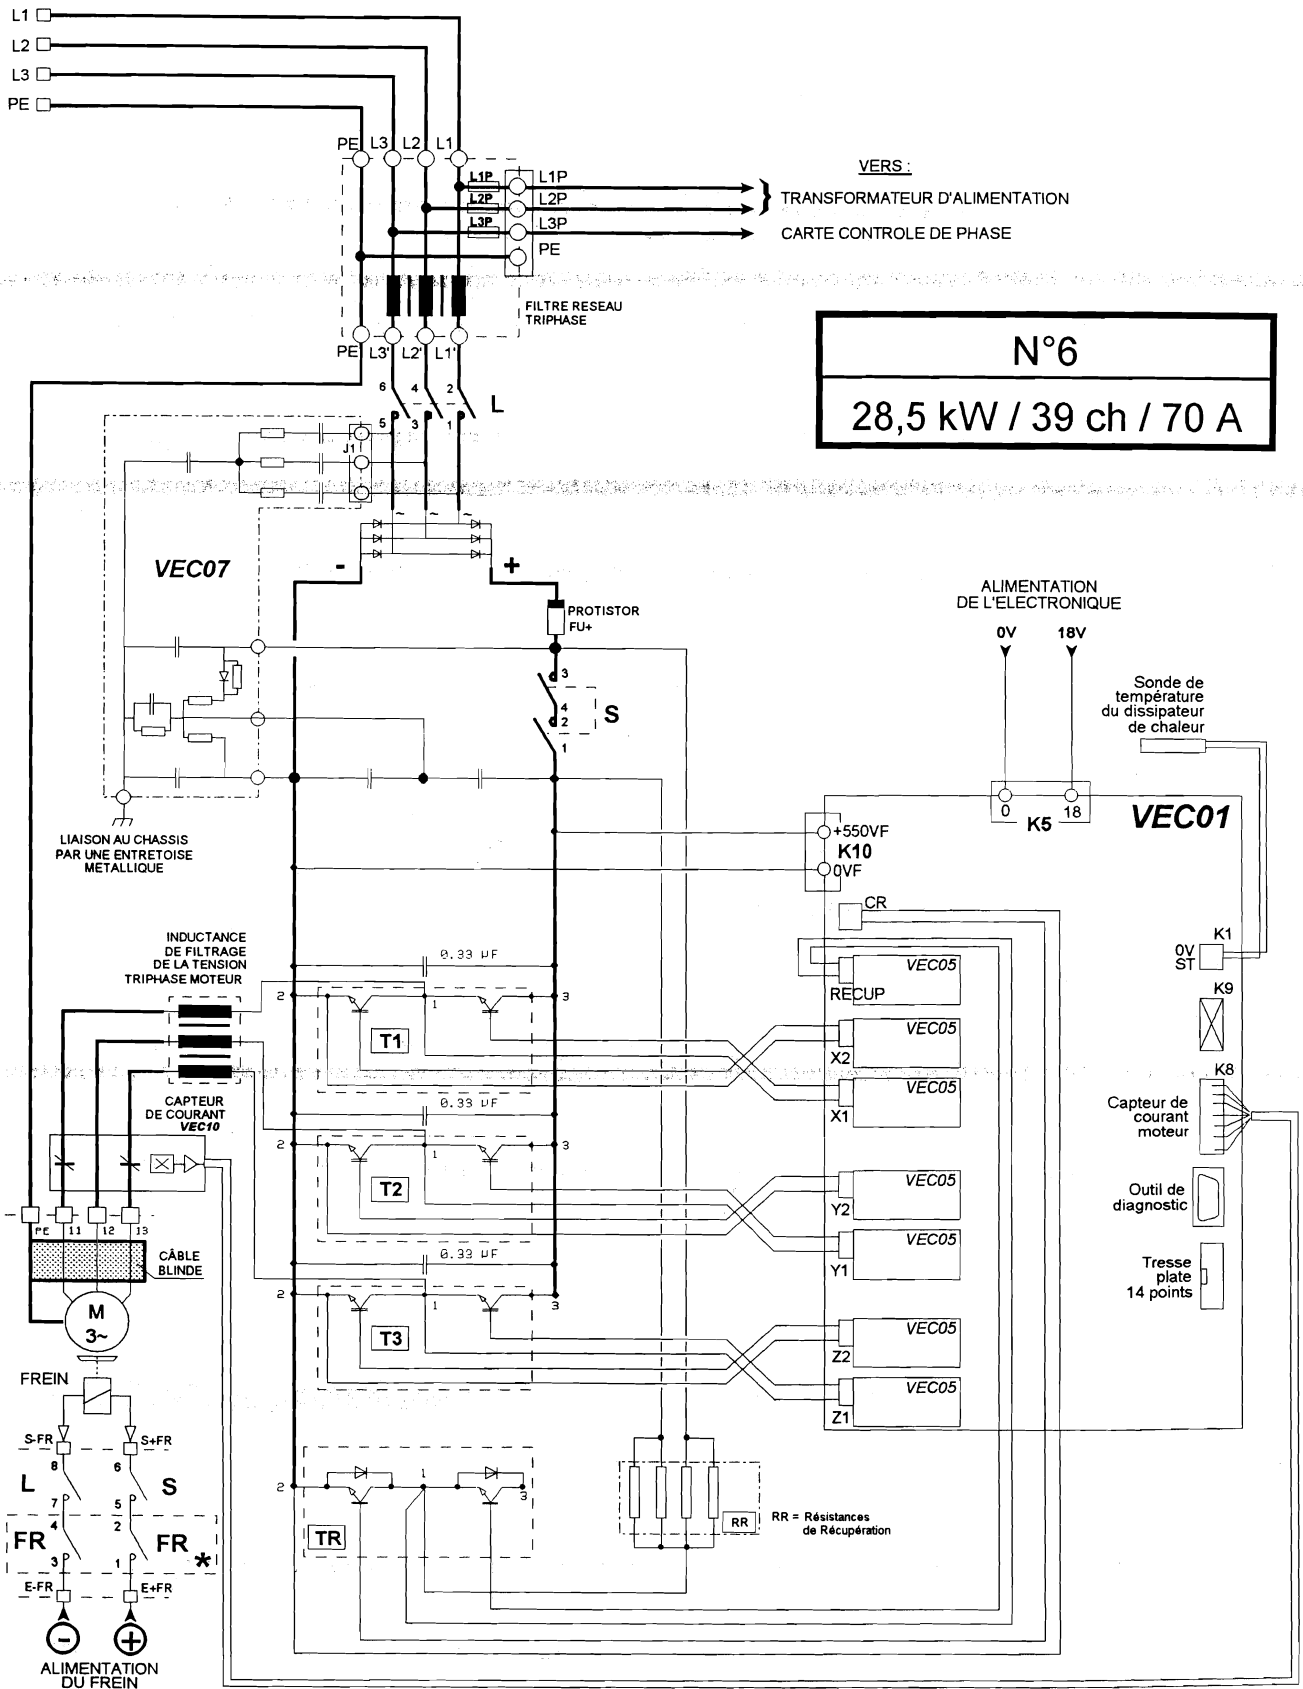 L1
L2
L3
PE
PE L3 L2 L1
L1P L1P
L2P L2P
L3P L3P
PE
VERS :
TRANSFORMATEUR D'ALIMENTATION
CARTE CONTROLE DE PHASE
FILTRE RESEAU
TRIPHASE
PE L3' L2' L1'
N°6
28,5 kW / 39 ch / 70 A
6 4 2
L
5 3 1
J1
~ ~ ~
VEC07
- +
PROTISTOR
FU+
3
4
2
S
1
ALIMENTATION
DE L'ELECTRONIQUE
0V 18V
Sonde de
température
du dissipateur
de chaleur
0 K5 18
VEC01
LIAISON AU CHASSIS
PAR UNE ENTRETOISE
METALLIQUE
+550VF
K10
0VF
CR
K1
0V
ST
K9
K8
INDUCTANCE
DE FILTRAGE
DE LA TENSION
TRIPHASE MOTEUR
0.33 µF
2 1 3
T1
VEC05
RECUP
VEC05
X2
VEC05
X1
CAPTEUR
DE COURANT
VEC10
0.33 µF
2 1 3
T2
VEC05
Y2
VEC05
Y1
Capteur de
courant
moteur
Outil de
diagnostic
Tresse
plate
14 points
PE 11 12 13
CÂBLE
BLINDE
0.33 µF
2 1 3
T3
VEC05
Z2
VEC05
Z1
M
3~
FREIN
S-FR S+FR
8 6
L S
7 5
4 2
FR FR *
3 1
E-FR E+FR
- +
ALIMENTATION
DU FREIN
2 1 3
TR
RR
RR = Résistances
de Récupération